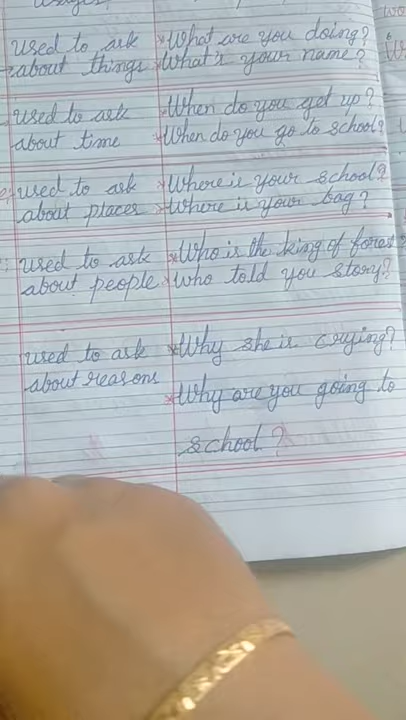 usages
used to ask *What are you doing?
about things *What's your name?
used to ask *When do you get up?
about time *When do you go to school?
used to ask *Where is your school?
about places *Where is your bag?
used to ask *Who is the king of forest?
about people *Who told you story?
used to ask *Why she is crying?
about reasons
*Why are you going to
school?